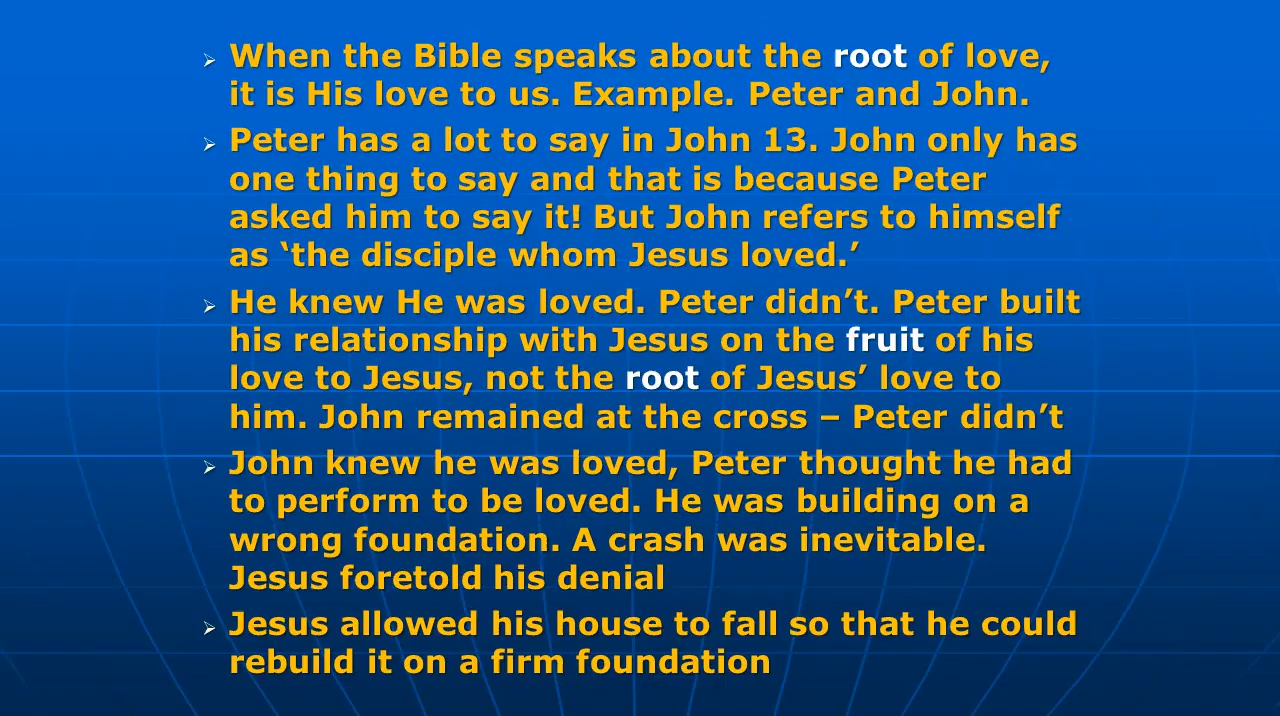 When the Bible speaks about the root of love,
it is His love to us. Example. Peter and John.
Peter has a lot to say in John 13. John only has
one thing to say and that is because Peter
asked him to say it! But John refers to himself
as ‘the disciple whom Jesus loved.’
He knew He was loved. Peter didn’t. Peter built
his relationship with Jesus on the fruit of his
love to Jesus, not the root of Jesus’ love to
him. John remained at the cross – Peter didn’t
John knew he was loved, Peter thought he had
to perform to be loved. He was building on a
wrong foundation. A crash was inevitable.
Jesus foretold his denial
Jesus allowed his house to fall so that he could
rebuild it on a firm foundation